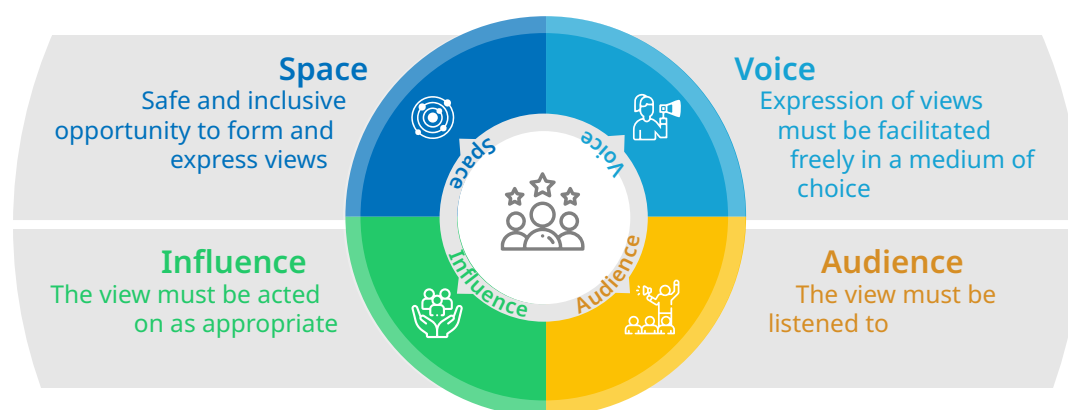 Space
Safe and inclusive
opportunity to form and
express views
Voice
Expression of views
must be facilitated
freely in a medium of
choice
Space
Voice
Influence
Audience
Influence
The view must be acted
on as appropriate
Audience
The view must be
listened to